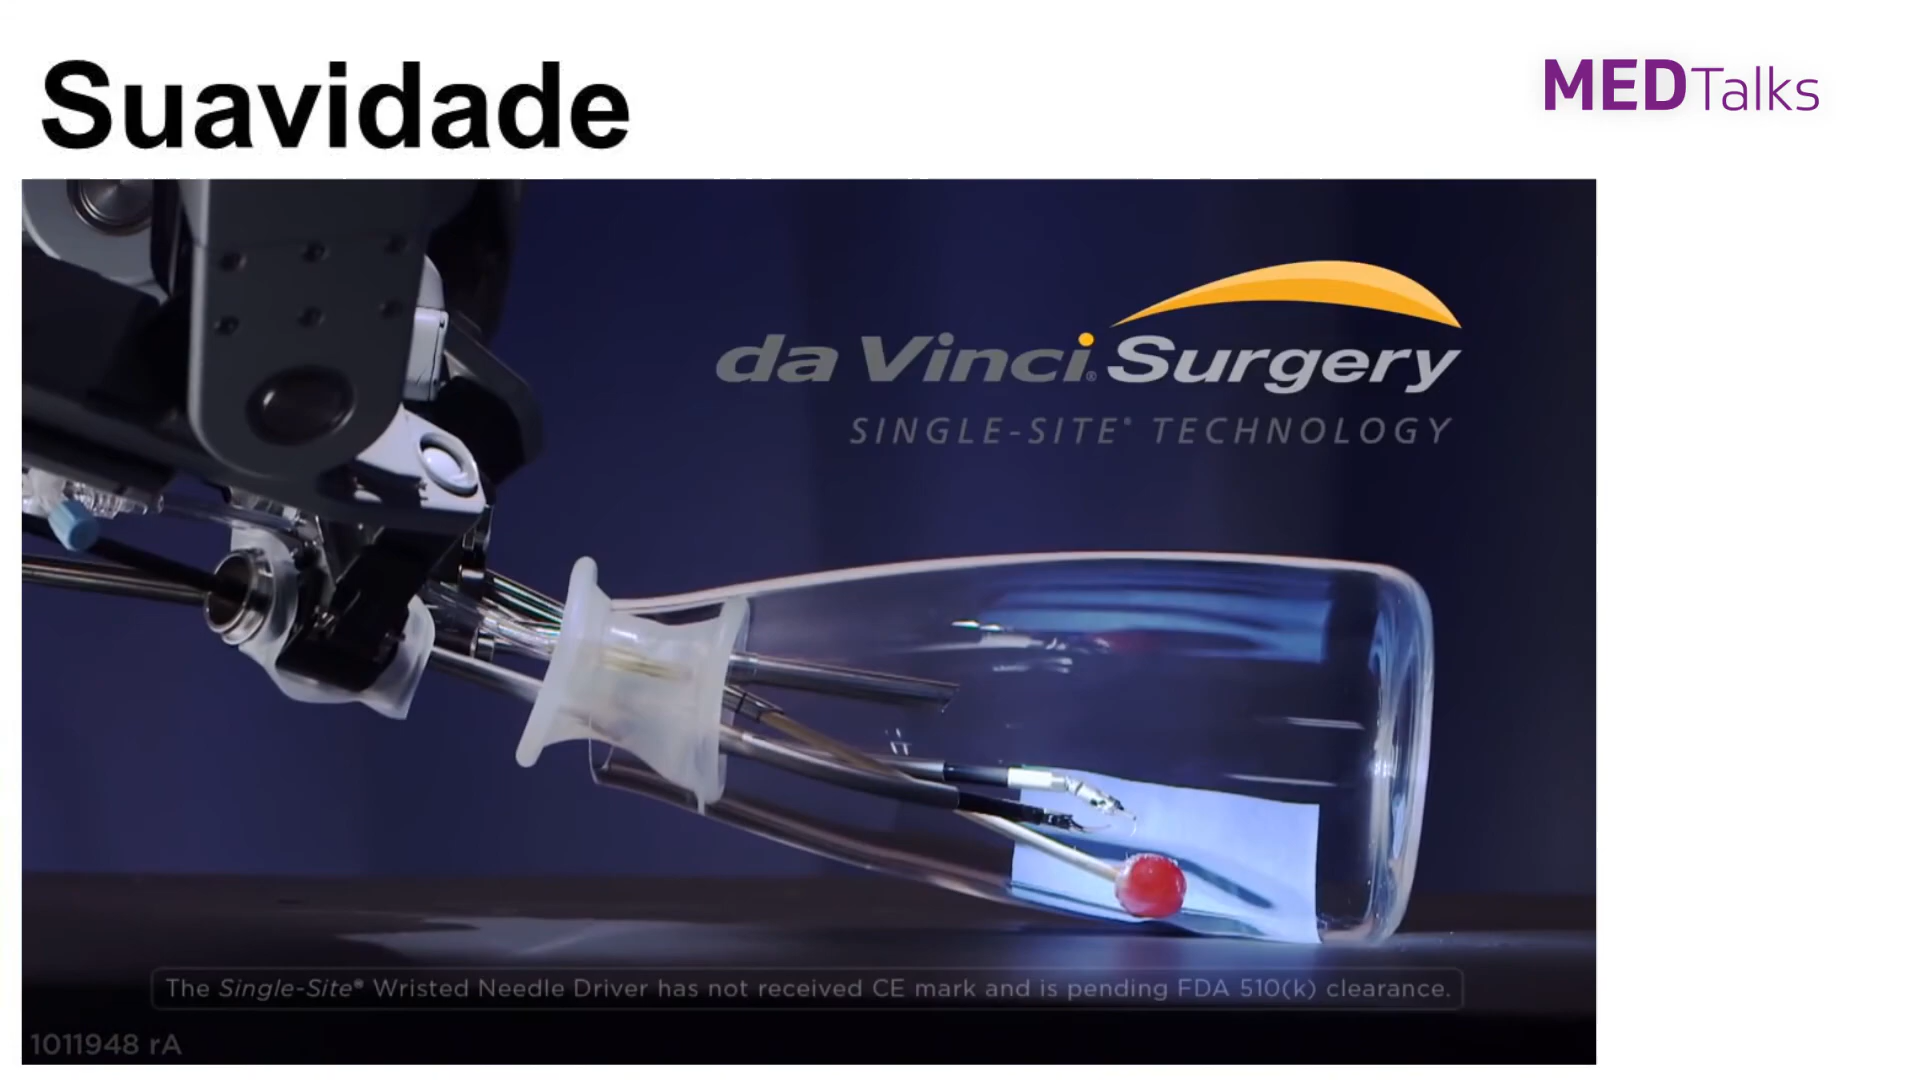 Suavidade
MEDTalks
da Vinci® Surgery
SINGLE-SITE® TECHNOLOGY
The Single-Site® Wristed Needle Driver has not received CE mark and is pending FDA 510(k) clearance.
1011948 rA